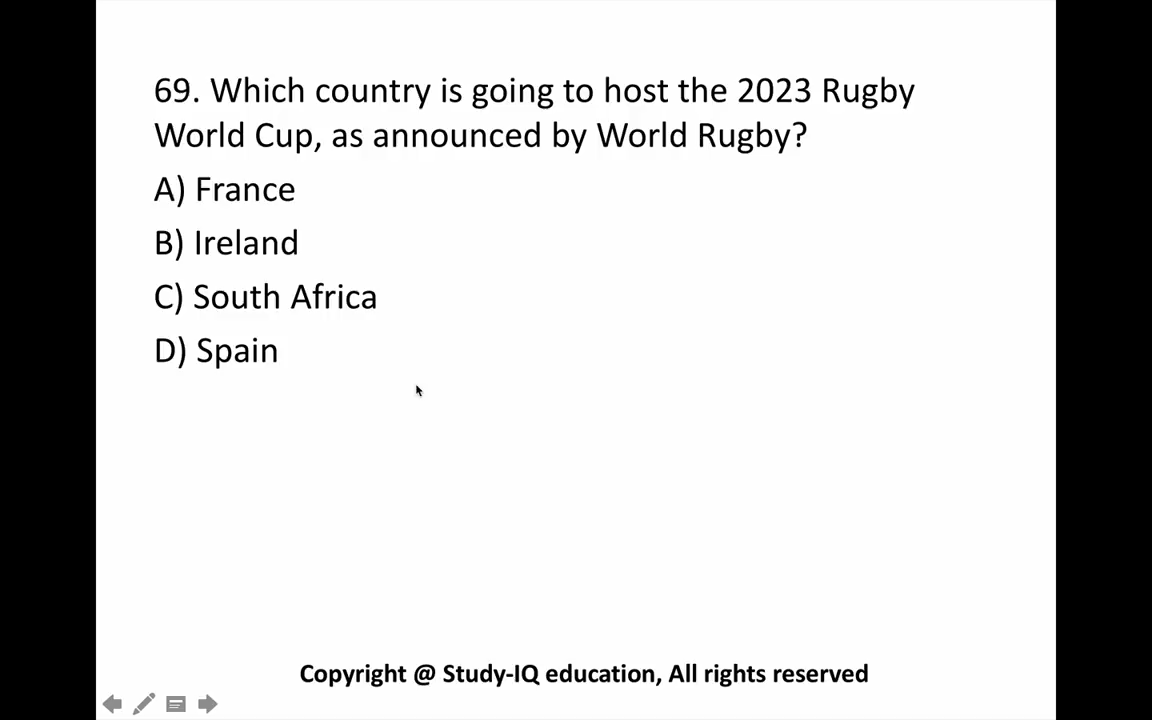 69. Which country is going to host the 2023 Rugby
World Cup, as announced by World Rugby?
A) France
B) Ireland
C) South Africa
D) Spain
Copyright @ Study-IQ education, All rights reserved